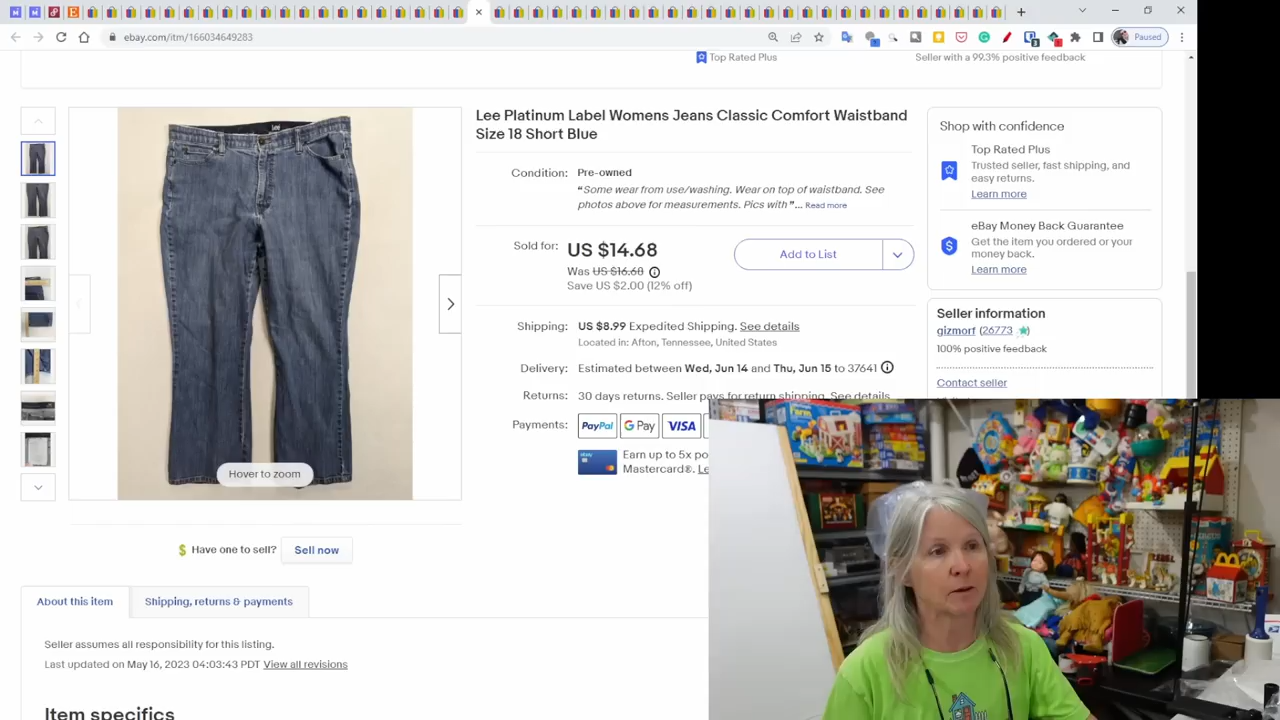 ebay.com/itm/166034649283
Paused
Top Rated Plus
Seller with a 99.3% positive feedback
Lee Platinum Label Womens Jeans Classic Comfort Waistband
Size 18 Short Blue
Condition: Pre-owned
“Some wear from use/washing. Wear on top of waistband. See
photos above for measurements. Pics with” ... Read more
Sold for: US $14.68
Was US $16.68
Save US $2.00 (12% off)
Add to List
Shipping: US $8.99 Expedited Shipping. See details
Located in: Afton, Tennessee, United States
Delivery: Estimated between Wed, Jun 14 and Thu, Jun 15 to 37641
Returns: 30 days returns. Seller pays for return shipping. See details
Payments: PayPal G Pay VISA
Earn up to 5x po
Mastercard®. Le
Shop with confidence
Top Rated Plus
Trusted seller, fast shipping, and
easy returns.
Learn more
eBay Money Back Guarantee
Get the item you ordered or your
money back.
Learn more
Seller information
gizmorf (26773)
100% positive feedback
Contact seller
Lee
Hover to zoom
Have one to sell? Sell now
About this item
Shipping, returns & payments
Seller assumes all responsibility for this listing.
Last updated on May 16, 2023 04:03:43 PDT View all revisions
Item specifics